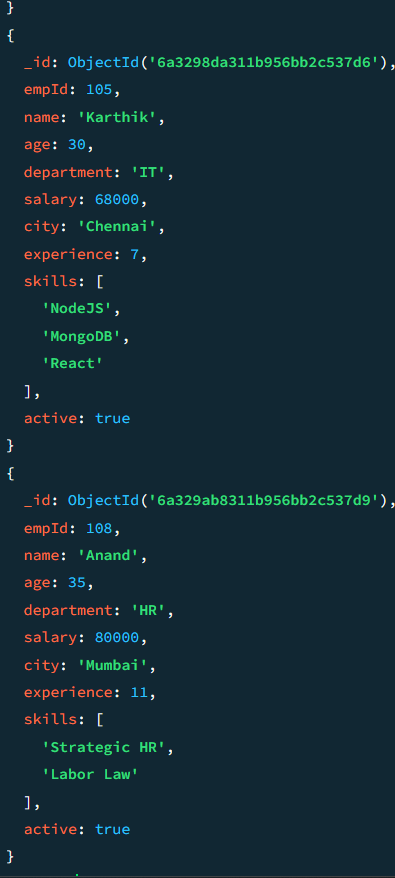 }
{
  _id: ObjectId('6a3298da311b956bb2c537d6'),
  empId: 105,
  name: 'Karthik',
  age: 30,
  department: 'IT',
  salary: 68000,
  city: 'Chennai',
  experience: 7,
  skills: [
    'NodeJS',
    'MongoDB',
    'React'
  ],
  active: true
}
{
  _id: ObjectId('6a329ab8311b956bb2c537d9'),
  empId: 108,
  name: 'Anand',
  age: 35,
  department: 'HR',
  salary: 80000,
  city: 'Mumbai',
  experience: 11,
  skills: [
    'Strategic HR',
    'Labor Law'
  ],
  active: true
}